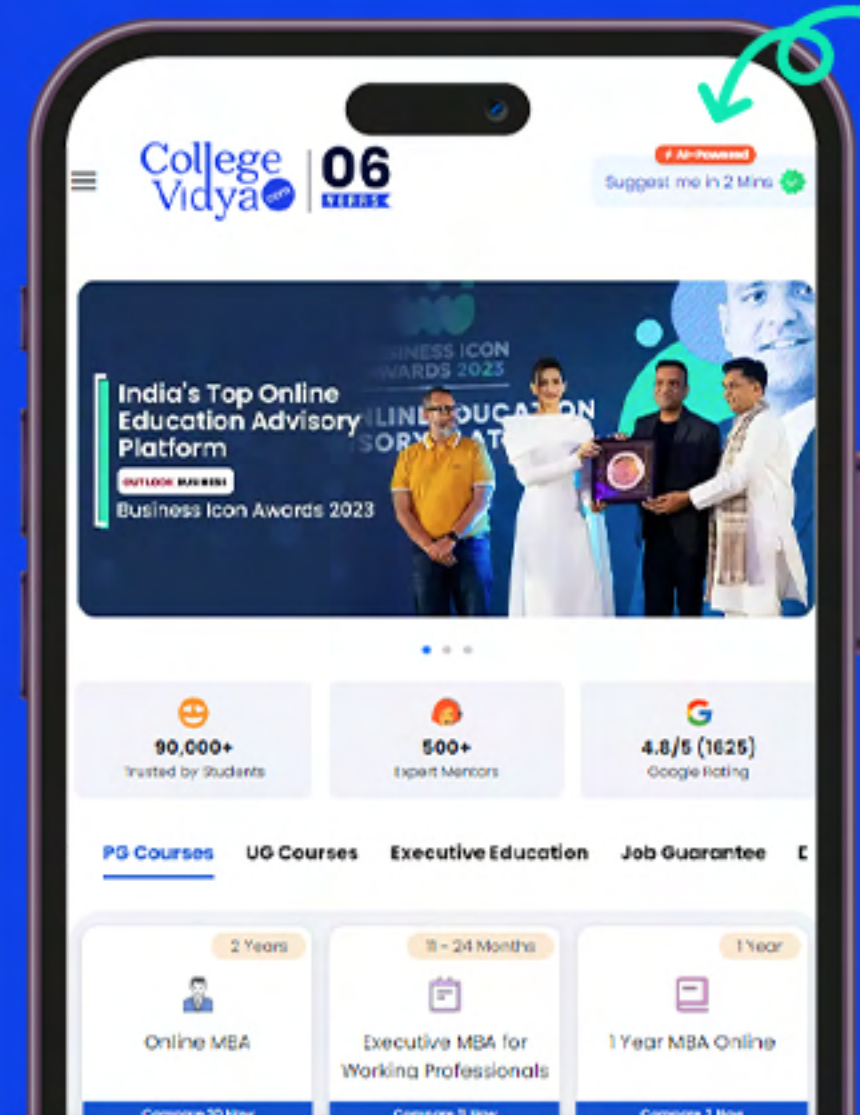 College
Vidya
.com
06
YEARS
AI-Powered
Suggest me in 2 Mins
BUSINESS ICON
AWARDS 2023
India's Top Online
Education Advisory
Platform
OUTLOOK BUSINESS
Business Icon Awards 2023
90,000+
Trusted by Students
500+
Expert Mentors
4.8/5 (1625)
Google Rating
PG Courses UG Courses Executive Education Job Guarantee D
2 Years
11 - 24 Months
1 Year
Online MBA
Executive MBA for
Working Professionals
1 Year MBA Online